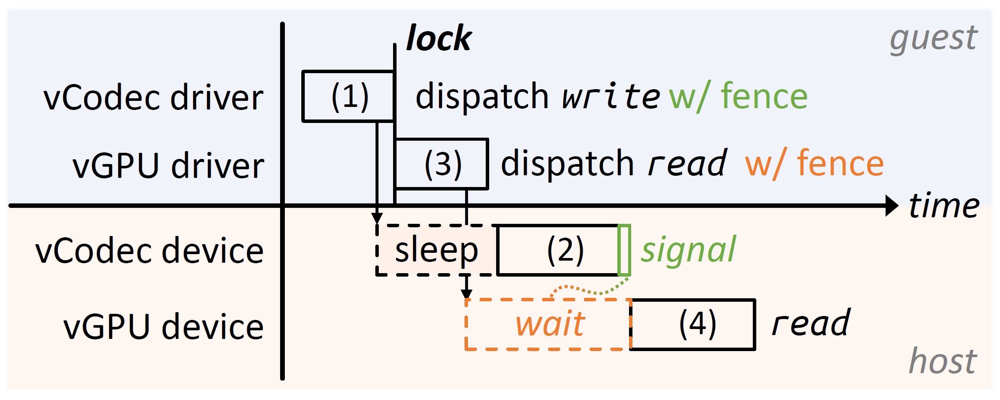 guest
lock
vCodec driver (1) dispatch write w/ fence
vGPU driver (3) dispatch read w/ fence
time
vCodec device sleep (2) signal
vGPU device wait (4) read
host